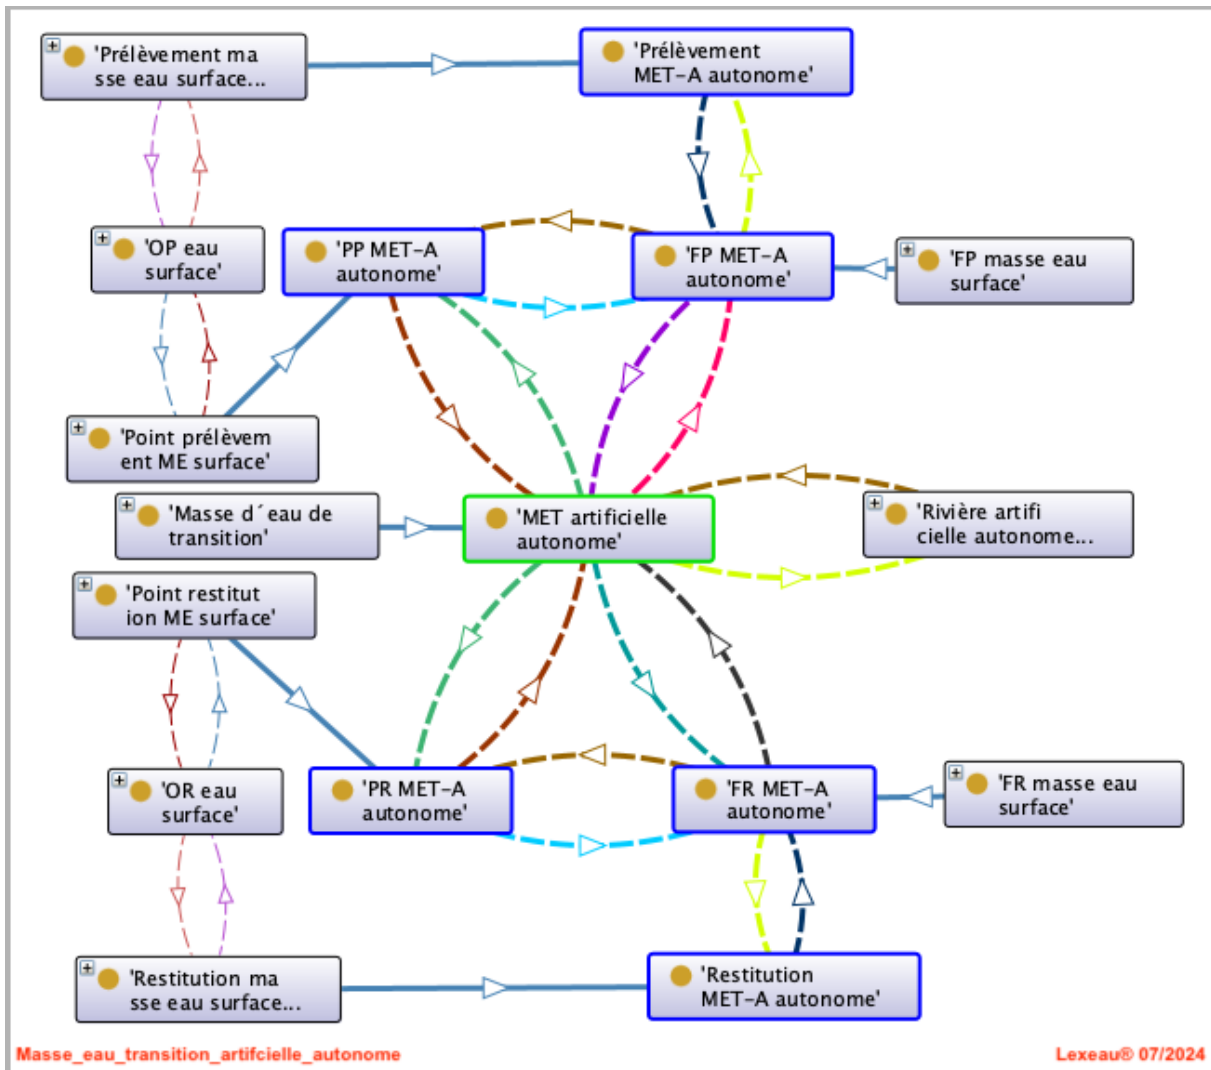 'Prélèvement ma
sse eau surface...
'Prélèvement
MET-A autonome'
'OP eau
surface'
'PP MET-A
autonome'
'FP MET-A
autonome'
'FP masse eau
surface'
'Point prélèvem
ent ME surface'
'Masse d´eau de
transition'
'MET artificielle
autonome'
'Rivière artifi
cielle autonome...
'Point restitut
ion ME surface'
'OR eau
surface'
'PR MET-A
autonome'
'FR MET-A
autonome'
'FR masse eau
surface'
'Restitution ma
sse eau surface...
'Restitution
MET-A autonome'
Masse_eau_transition_artifcielle_autonome
Lexeau® 07/2024